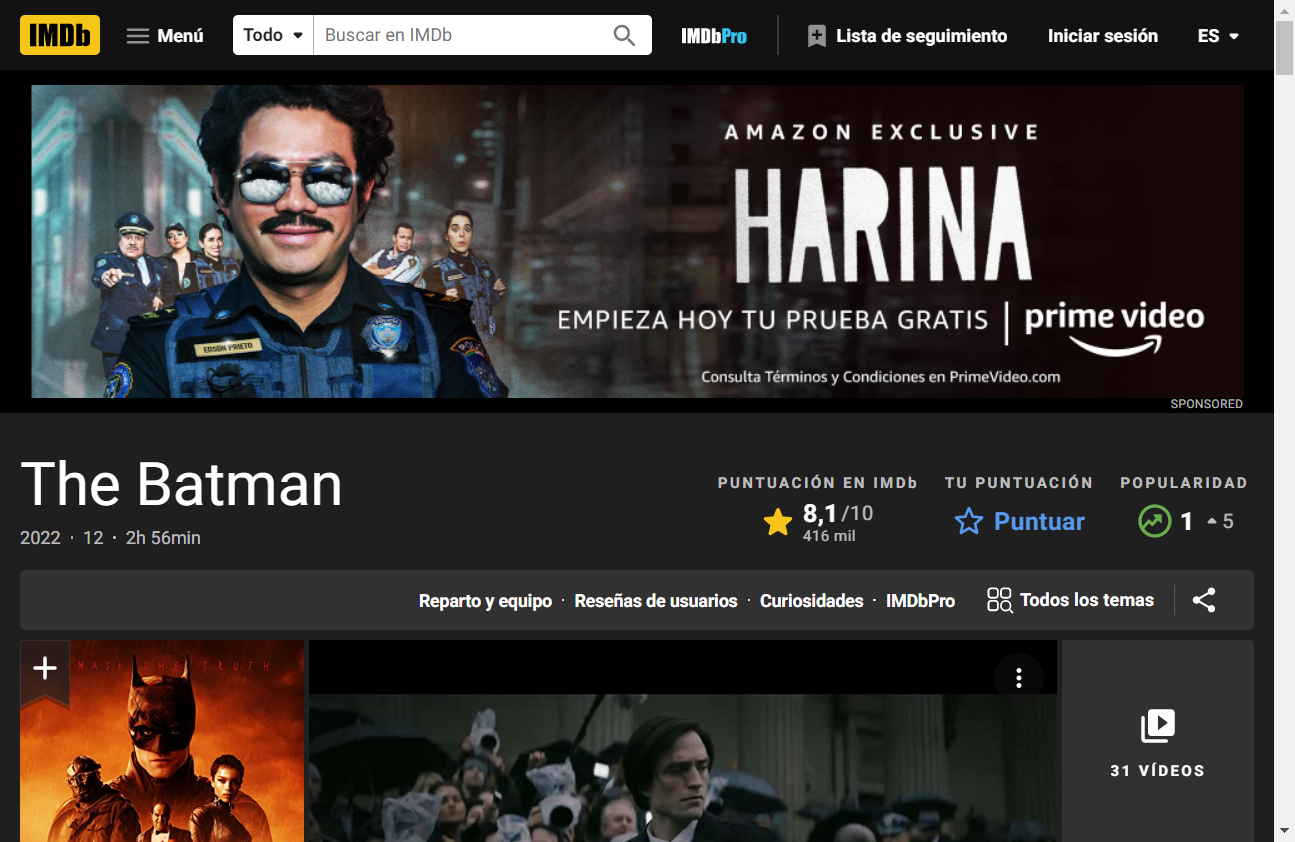 IMDb
Menú
Todo
Buscar en IMDb
IMDbPro
Lista de seguimiento
Iniciar sesión
ES
AMAZON EXCLUSIVE
HARINA
EMPIEZA HOY TU PRUEBA GRATIS | prime video
Consulta Términos y Condiciones en PrimeVideo.com
EDSON PRIETO
SPONSORED
The Batman
2022 · 12 · 2h 56min
PUNTUACIÓN EN IMDb
8,1/10
416 mil
TU PUNTUACIÓN
Puntuar
POPULARIDAD
1
5
Reparto y equipo · Reseñas de usuarios · Curiosidades · IMDbPro
Todos los temas
MASK THE TRUTH
31 VÍDEOS